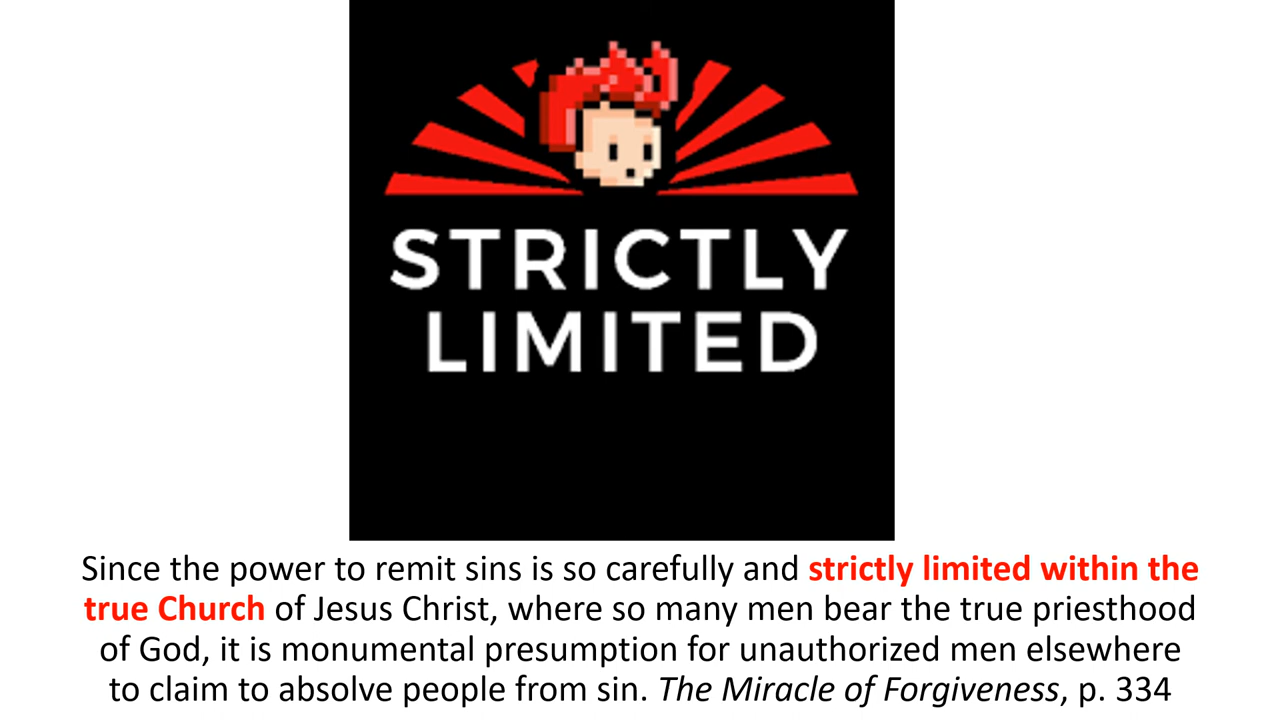 STRICTLY
LIMITED
Since the power to remit sins is so carefully and strictly limited within the
true Church of Jesus Christ, where so many men bear the true priesthood
of God, it is monumental presumption for unauthorized men elsewhere
to claim to absolve people from sin. The Miracle of Forgiveness, p. 334